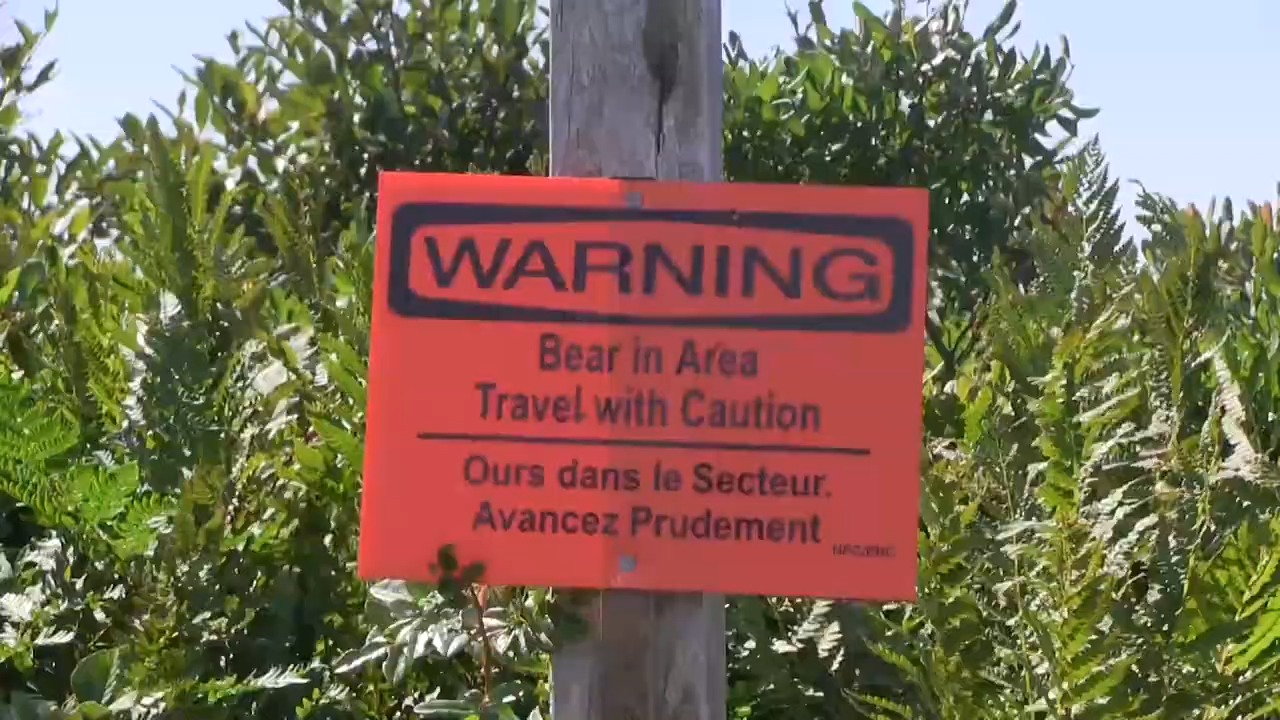 WARNING
Bear in Area
Travel with Caution
Ours dans le Secteur.
Avancez Prudement